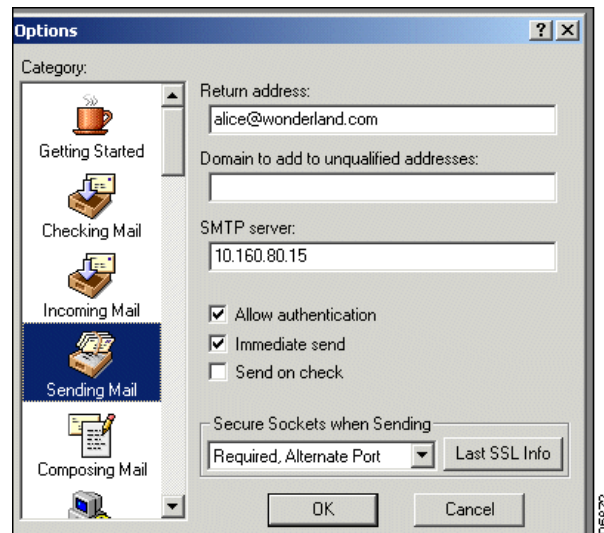 Options
Category:
Getting Started
Checking Mail
Incoming Mail
Sending Mail
Composing Mail
Return address:
alice@wonderland.com
Domain to add to unqualified addresses:
SMTP server:
10.160.80.15
Allow authentication
Immediate send
Send on check
Secure Sockets when Sending
Required, Alternate Port
Last SSL Info
OK
Cancel